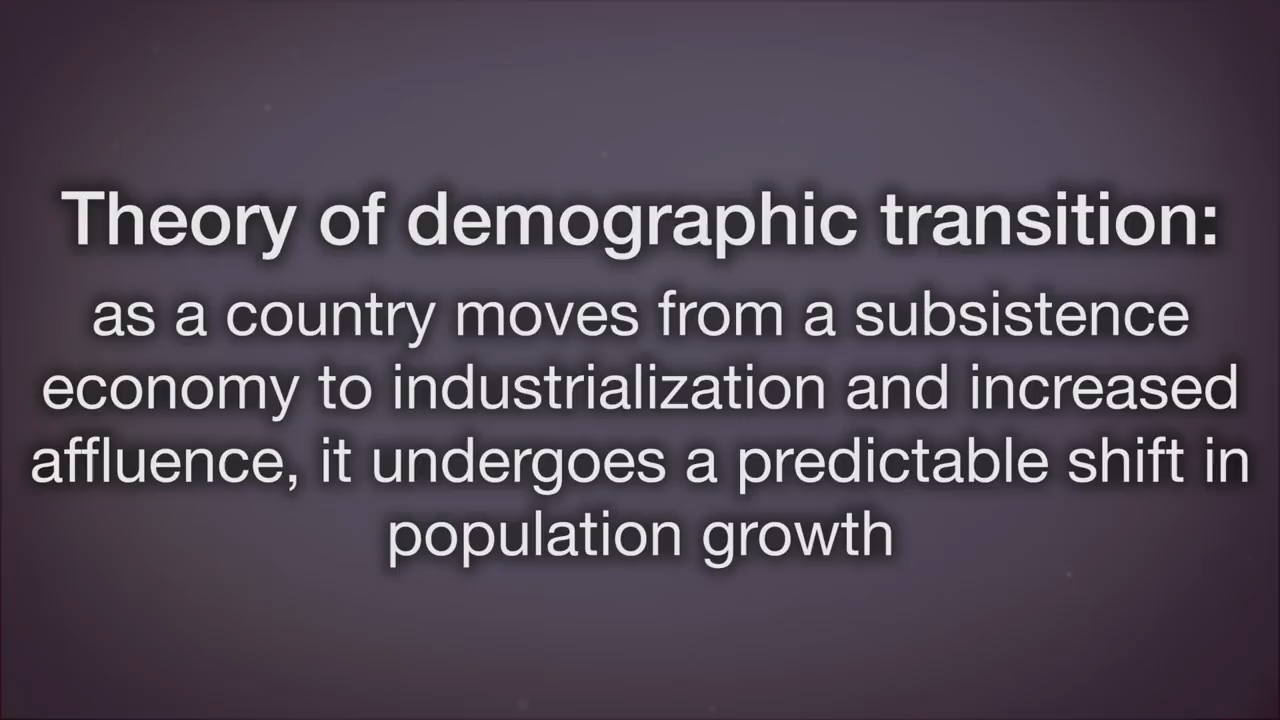 Theory of demographic transition:
as a country moves from a subsistence
economy to industrialization and increased
affluence, it undergoes a predictable shift in
population growth